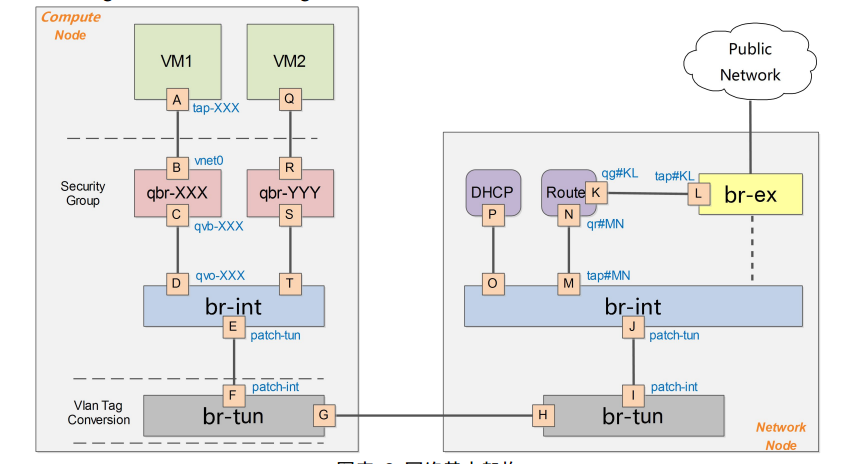 Compute
Node
VM1
VM2
A
Q
tap-XXX
Security
Group
B
vnet0
R
qbr-XXX
qbr-YYY
C
qvb-XXX
S
D
qvo-XXX
T
br-int
E
patch-tun
Vlan Tag
Conversion
F
patch-int
br-tun
G
Public
Network
DHCP
P
Route
K
qg#KL
N
qr#MN
tap#KL
L
br-ex
O
M
tap#MN
br-int
J
patch-tun
I
patch-int
H
br-tun
Network
Node